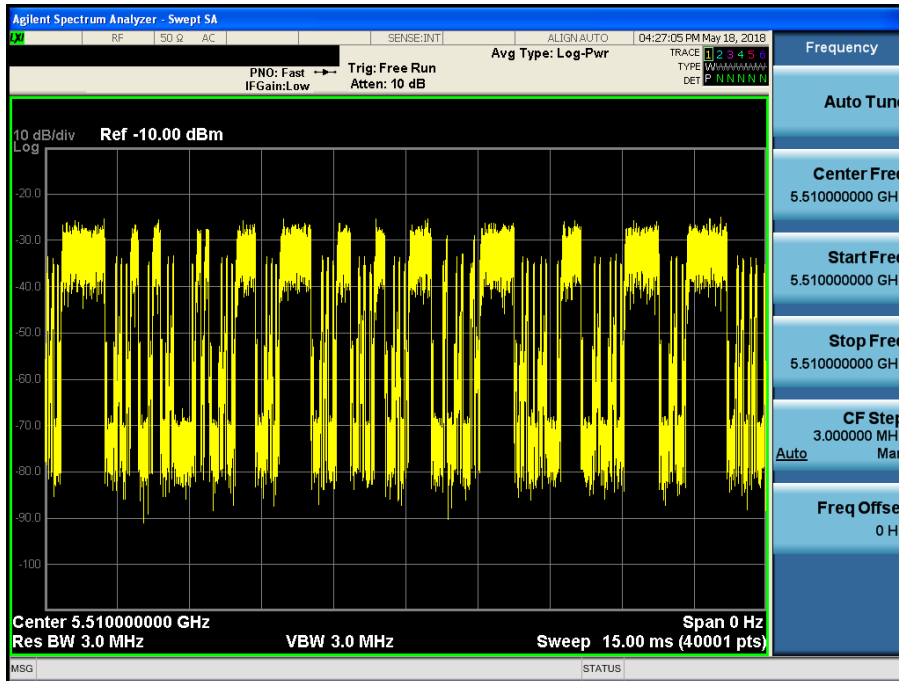 Agilent Spectrum Analyzer - Swept SA
LXI RF 50 Ω AC SENSE:INT ALIGN AUTO 04:27:05 PM May 18, 2018
Frequency
Avg Type: Log-Pwr
TRACE 1 2 3 4 5 6
PNO: Fast Trig: Free Run
TYPE WWWWWW
IFGain:Low Atten: 10 dB
DET P N N N N N
Auto Tune
10 dB/div Ref -10.00 dBm
Log
Center Freq
5.510000000 GH
-20.0
-30.0
Start Freq
5.510000000 GH
-40.0
-50.0
Stop Freq
5.510000000 GH
-60.0
-70.0
CF Step
3.000000 MH
Auto Man
-80.0
-90.0
Freq Offse
0 H
-100
Center 5.510000000 GHz Span 0 Hz
Res BW 3.0 MHz VBW 3.0 MHz Sweep 15.00 ms (40001 pts)
MSG STATUS